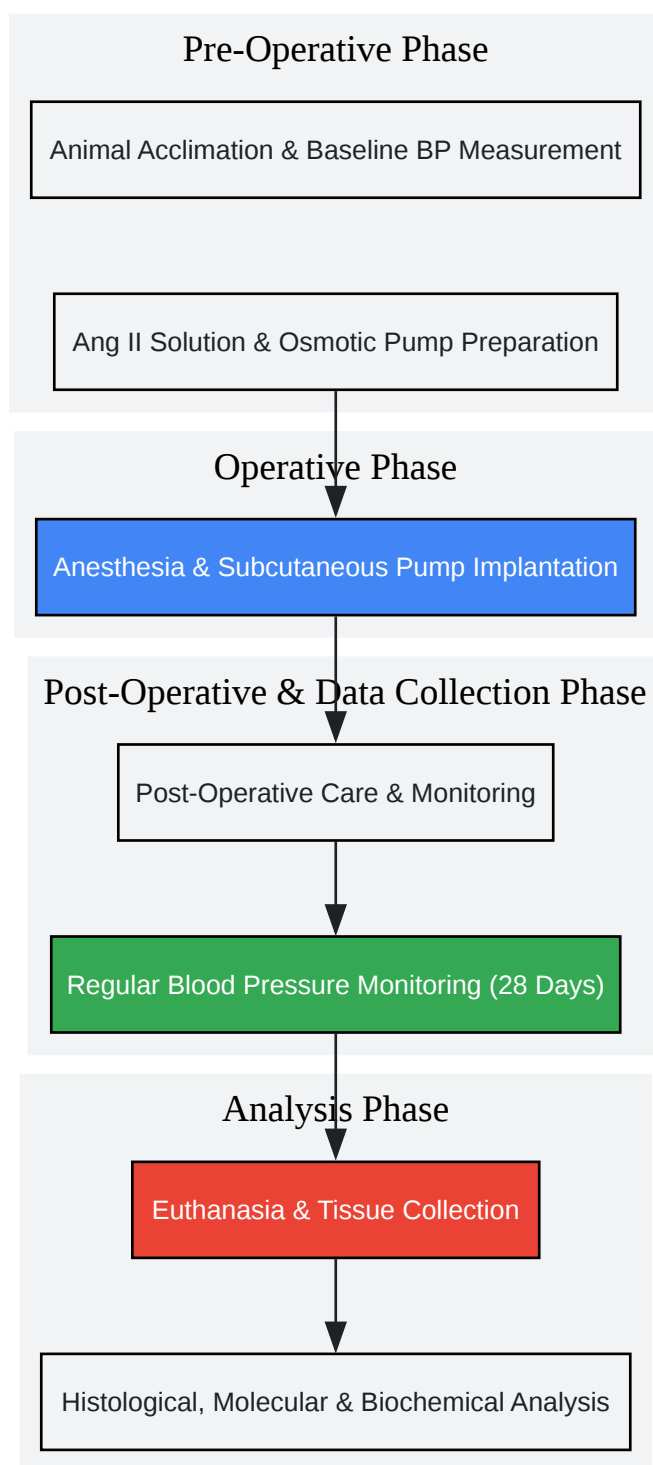 Pre-Operative Phase
Animal Acclimation & Baseline BP Measurement
Ang II Solution & Osmotic Pump Preparation
Operative Phase
Anesthesia & Subcutaneous Pump Implantation
Post-Operative & Data Collection Phase
Post-Operative Care & Monitoring
Regular Blood Pressure Monitoring (28 Days)
Analysis Phase
Euthanasia & Tissue Collection
Histological, Molecular & Biochemical Analysis